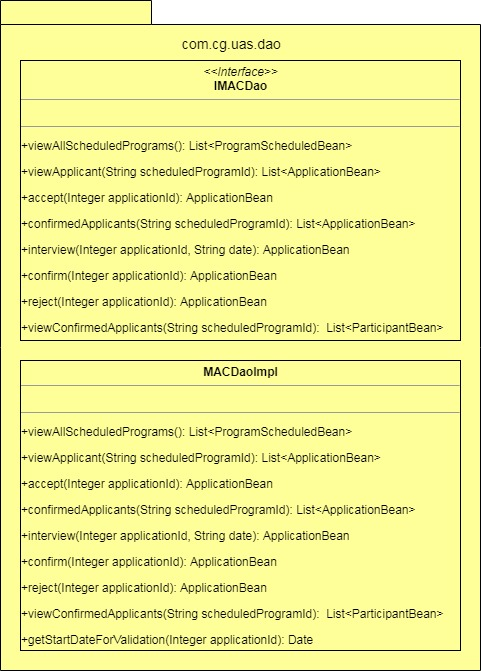 com.cg.uas.dao
<<Interface>>
IMACDao
+viewAllScheduledPrograms(): List<ProgramScheduledBean>
+viewApplicant(String scheduledProgramId): List<ApplicationBean>
+accept(Integer applicationId): ApplicationBean
+confirmedApplicants(String scheduledProgramId): List<ApplicationBean>
+interview(Integer applicationId, String date): ApplicationBean
+confirm(Integer applicationId): ApplicationBean
+reject(Integer applicationId): ApplicationBean
+viewConfirmedApplicants(String scheduledProgramId):  List<ParticipantBean>
MACDaoImpl
+viewAllScheduledPrograms(): List<ProgramScheduledBean>
+viewApplicant(String scheduledProgramId): List<ApplicationBean>
+accept(Integer applicationId): ApplicationBean
+confirmedApplicants(String scheduledProgramId): List<ApplicationBean>
+interview(Integer applicationId, String date): ApplicationBean
+confirm(Integer applicationId): ApplicationBean
+reject(Integer applicationId): ApplicationBean
+viewConfirmedApplicants(String scheduledProgramId):  List<ParticipantBean>
+getStartDateForValidation(Integer applicationId): Date